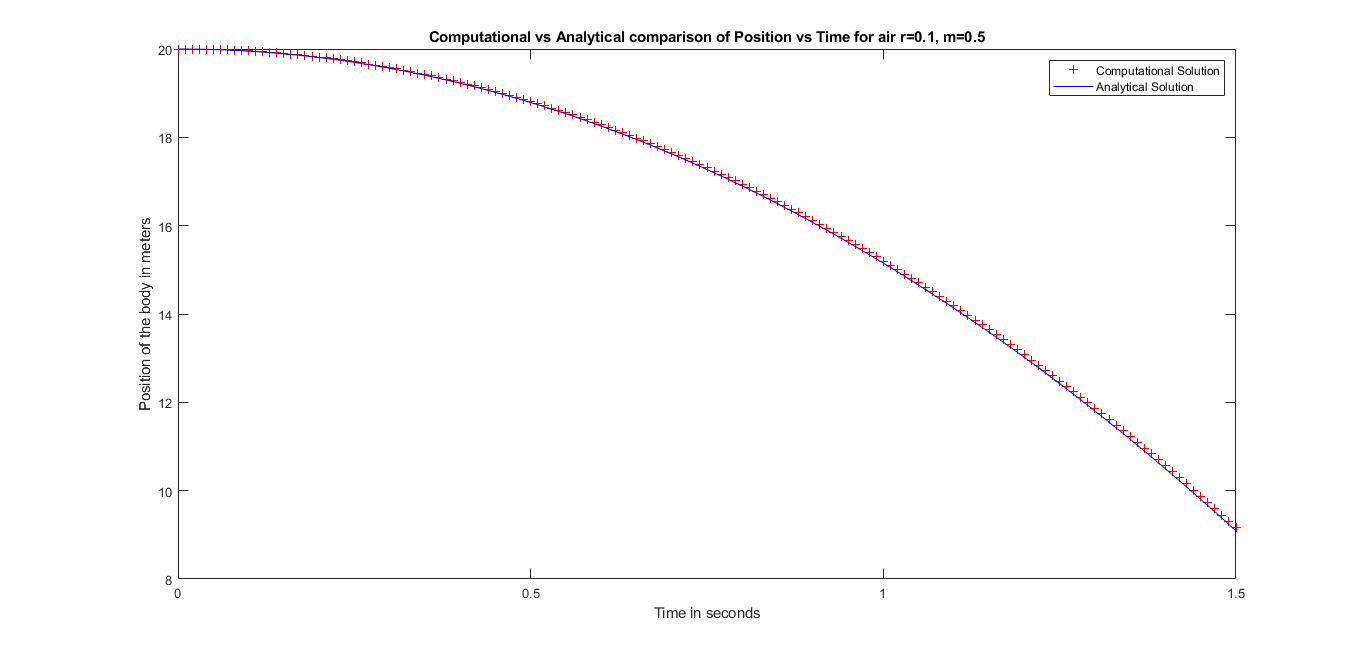 Computational vs Analytical comparison of Position vs Time for air r=0.1, m=0.5
Computational Solution
Analytical Solution
20
18
16
14
12
10
8
Position of the body in meters
0
0.5
1
1.5
Time in seconds